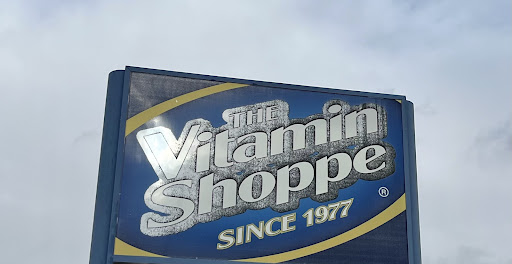 THE
Vitamin
Shoppe
®
SINCE 1977